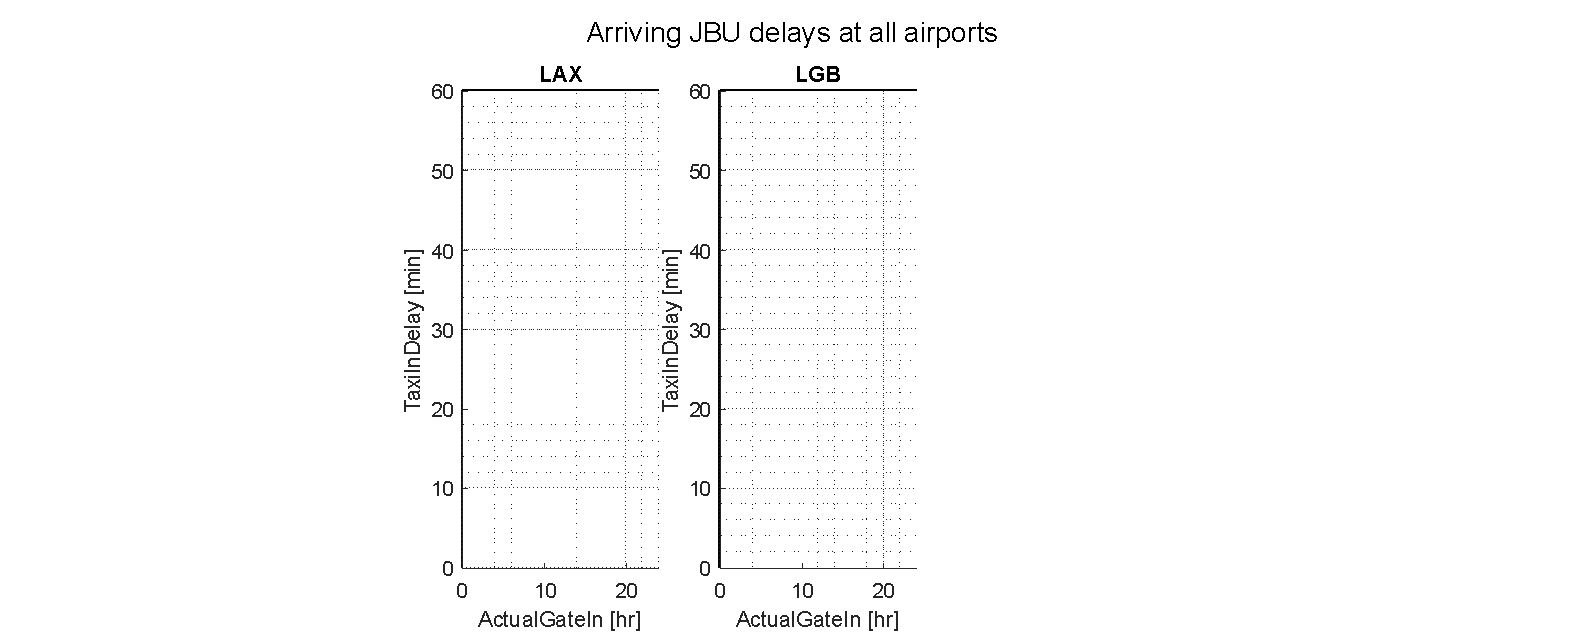 Arriving JBU delays at all airports
LAX
60
50
40
30
20
10
0
TaxiInDelay [min]
0 10 20
ActualGateIn [hr]
LGB
60
50
40
30
20
10
0
TaxiInDelay [min]
0 10 20
ActualGateIn [hr]